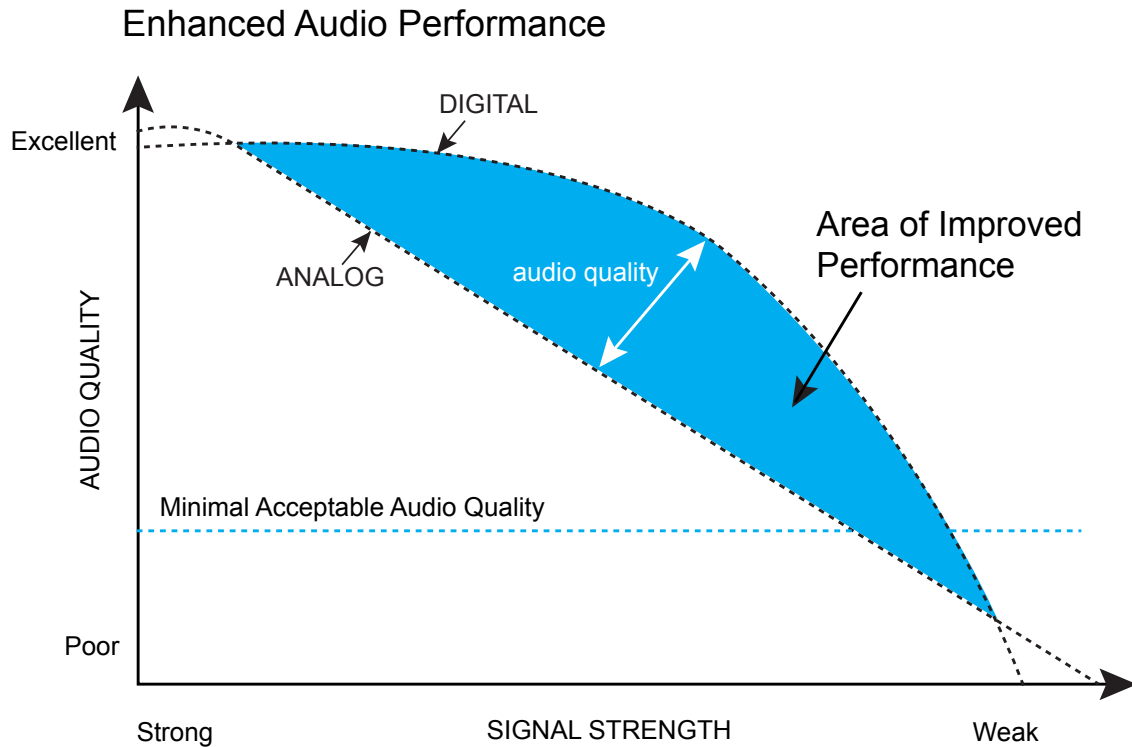 Enhanced Audio Performance
DIGITAL
Excellent
Area of Improved
Performance
audio quality
ANALOG
AUDIO QUALITY
Minimal Acceptable Audio Quality
Poor
Strong
SIGNAL STRENGTH
Weak